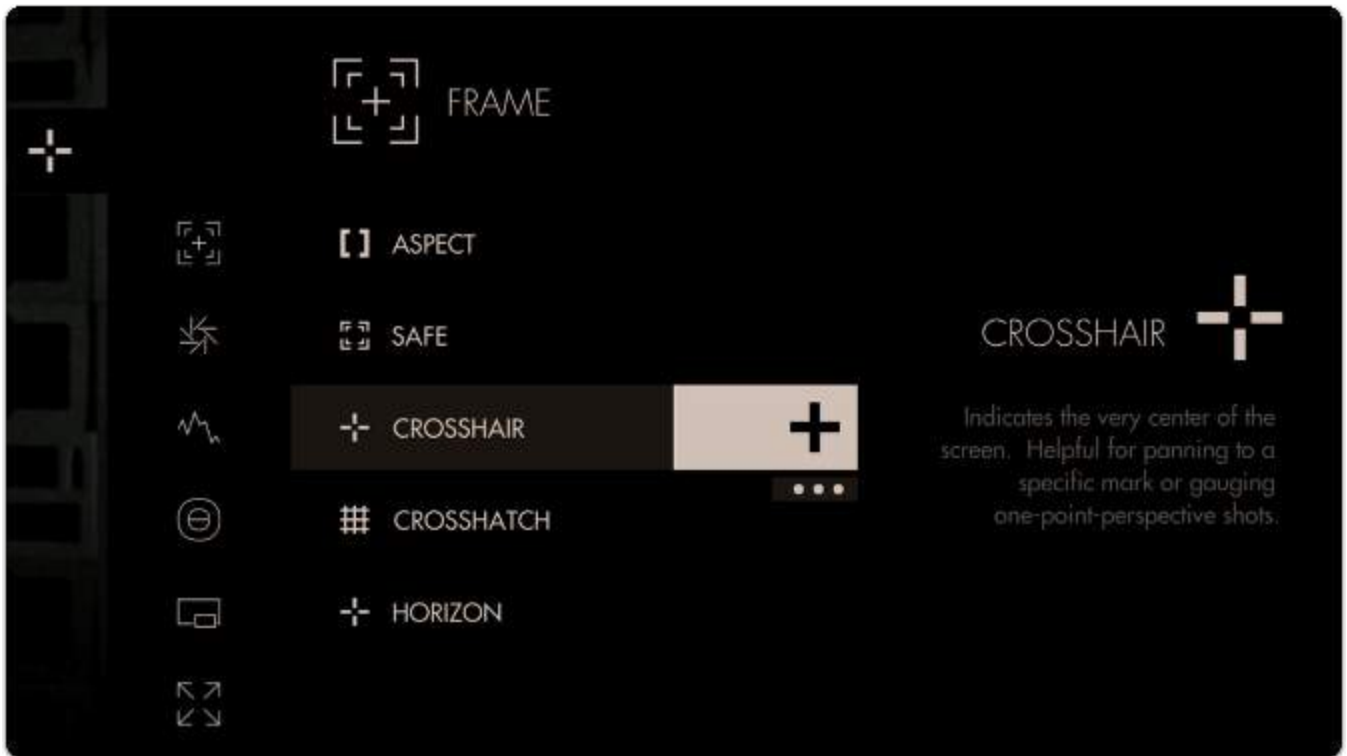 FRAME
ASPECT
SAFE
CROSSHAIR
CROSSHATCH
HORIZON
CROSSHAIR
Indicates the very center of the
screen. Helpful for panning to a
specific mark or gauging
one-point-perspective shots.